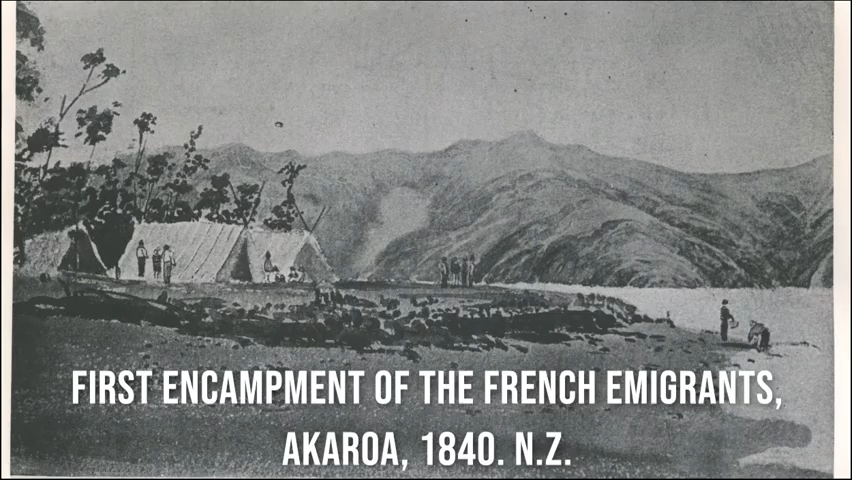 FIRST ENCAMPMENT OF THE FRENCH EMIGRANTS,
AKAROA, 1840. N.Z.